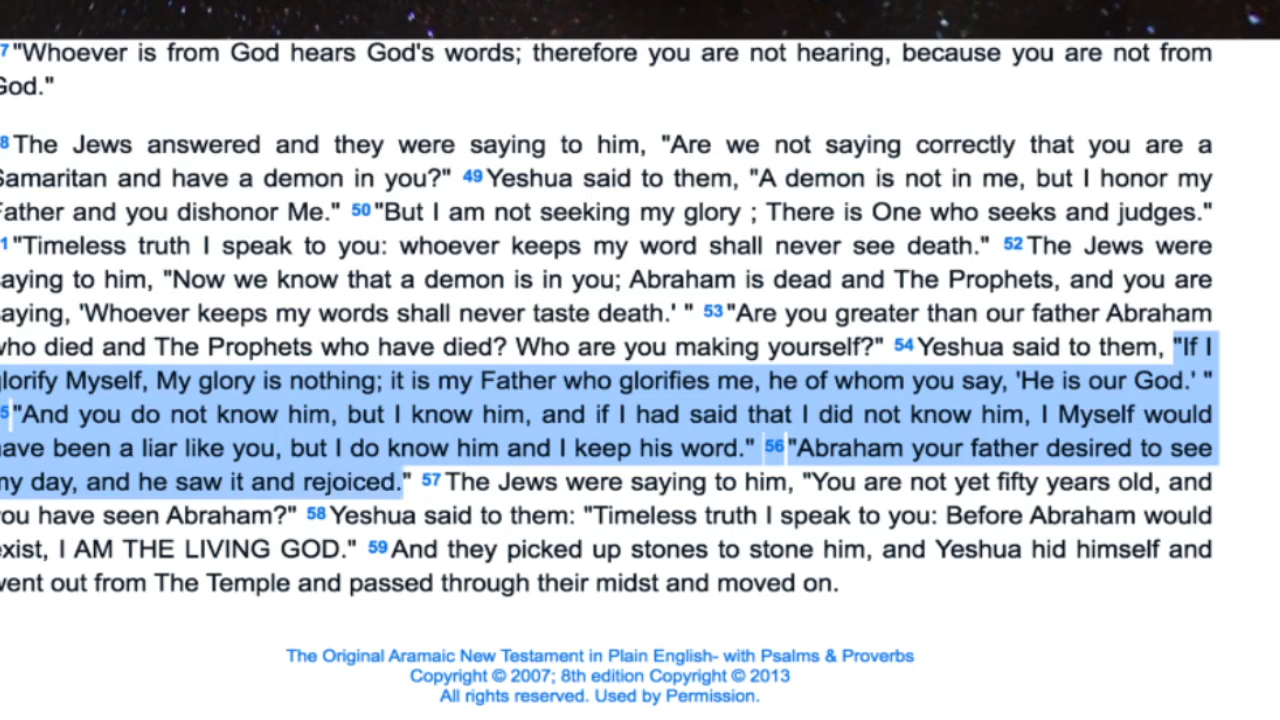 7 "Whoever is from God hears God's words; therefore you are not hearing, because you are not from
God."
8 The Jews answered and they were saying to him, "Are we not saying correctly that you are a
Samaritan and have a demon in you?" 49 Yeshua said to them, "A demon is not in me, but I honor my
Father and you dishonor Me." 50 "But I am not seeking my glory ; There is One who seeks and judges."
1 "Timeless truth I speak to you: whoever keeps my word shall never see death." 52 The Jews were
saying to him, "Now we know that a demon is in you; Abraham is dead and The Prophets, and you are
saying, 'Whoever keeps my words shall never taste death.' " 53 "Are you greater than our father Abraham
who died and The Prophets who have died? Who are you making yourself?" 54 Yeshua said to them, "If I
glorify Myself, My glory is nothing; it is my Father who glorifies me, he of whom you say, 'He is our God.' "
5 "And you do not know him, but I know him, and if I had said that I did not know him, I Myself would
have been a liar like you, but I do know him and I keep his word." 56 "Abraham your father desired to see
my day, and he saw it and rejoiced." 57 The Jews were saying to him, "You are not yet fifty years old, and
you have seen Abraham?" 58 Yeshua said to them: "Timeless truth I speak to you: Before Abraham would
exist, I AM THE LIVING GOD." 59 And they picked up stones to stone him, and Yeshua hid himself and
went out from The Temple and passed through their midst and moved on.
The Original Aramaic New Testament in Plain English- with Psalms & Proverbs
Copyright © 2007; 8th edition Copyright © 2013
All rights reserved. Used by Permission.